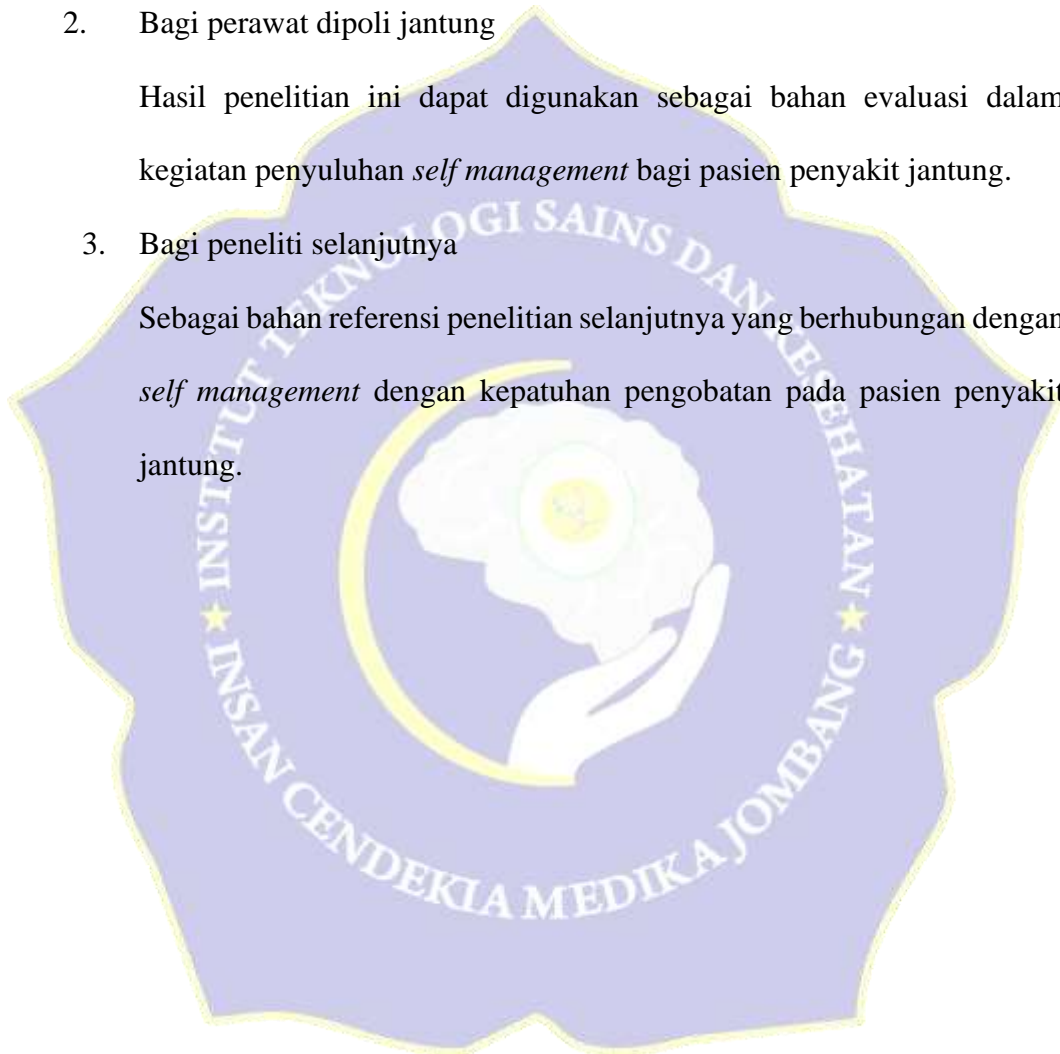 2. Bagi perawat dipoli jantung
Hasil penelitian ini dapat digunakan sebagai bahan evaluasi dalam
kegiatan penyuluhan self management bagi pasien penyakit jantung.
3. Bagi peneliti selanjutnya
Sebagai bahan referensi penelitian selanjutnya yang berhubungan dengan
self management dengan kepatuhan pengobatan pada pasien penyakit
jantung.
INSTITUT TEKNOLOGI SAINS DAN KESEHATAN
INSAN CENDEKIA MEDIKA JOMBANG